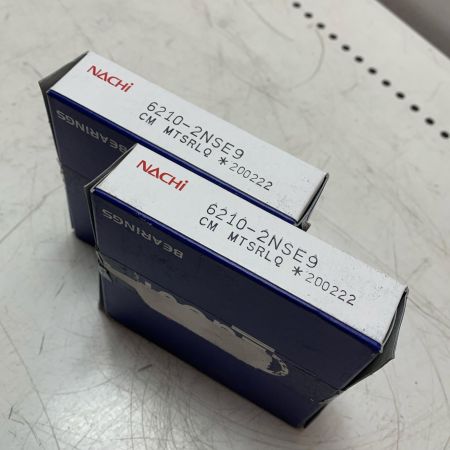 NACHi
6210-2NSE9
CM MTSRLQ *200222
BEARINGS
NACHi
6210-2NSE9
CM MTSRLQ *200222
BEARINGS